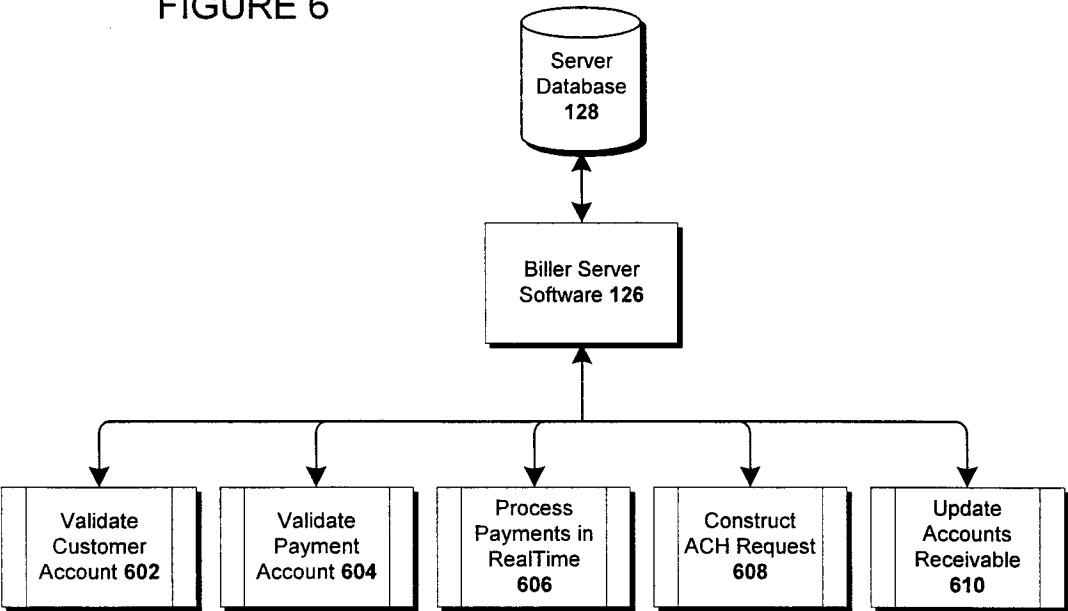 FIGURE 6
Server
Database
128
Biller Server
Software 126
Validate
Customer
Account 602
Validate
Payment
Account 604
Process
Payments in
RealTime
606
Construct
ACH Request
608
Update
Accounts
Receivable
610